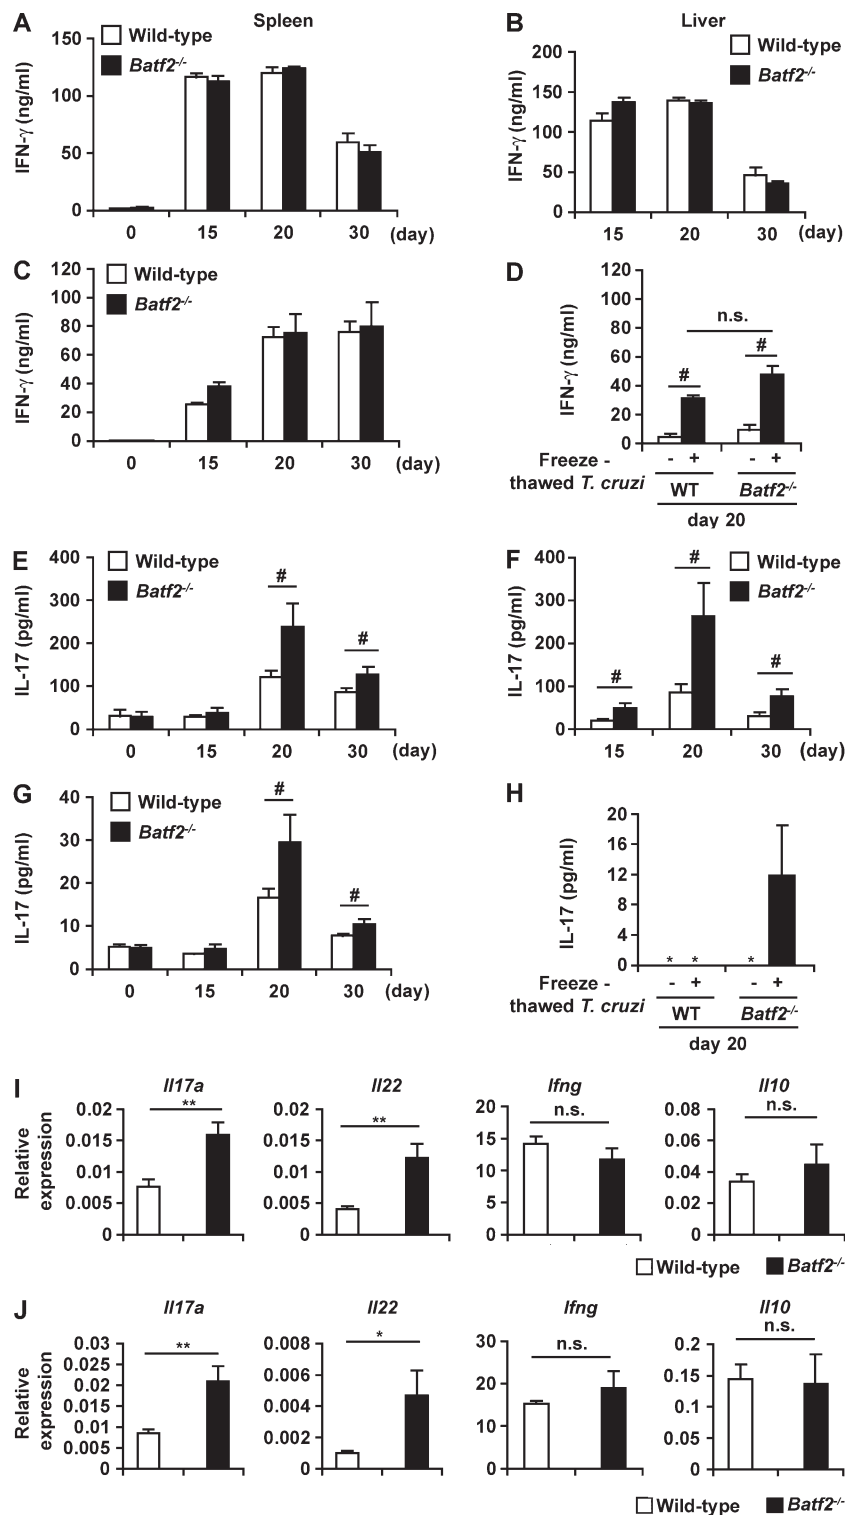 A
Spleen
Wild-type
Batf2-/-
IFN-γ (ng/ml)
150
100
50
0
0 15 20 30 (day)
B
Liver
Wild-type
Batf2-/-
IFN-γ (ng/ml)
200
150
100
50
0
15 20 30 (day)
C
Wild-type
Batf2-/-
IFN-γ (ng/ml)
120
100
80
60
40
20
0
0 15 20 30 (day)
D
IFN-γ (ng/ml)
120
100
80
60
40
20
0
n.s.
# #
Freeze - - + - +
thawed T. cruzi WT Batf2-/-
day 20
E
Wild-type
Batf2-/-
IL-17 (pg/ml)
400
300
200
100
0
# #
0 15 20 30 (day)
F
Wild-type
Batf2-/-
IL-17 (pg/ml)
400
300
200
100
0
# # #
15 20 30 (day)
G
Wild-type
Batf2-/-
IL-17 (pg/ml)
40
30
20
10
0
# #
0 15 20 30 (day)
H
IL-17 (pg/ml)
20
16
12
8
4
0
* * *
Freeze - - + - +
thawed T. cruzi WT Batf2-/-
day 20
I
Relative
expression
Il17a
**
0.02
0.015
0.01
0.005
0
Il22
**
0.02
0.015
0.01
0.005
0
Ifng
n.s.
20
15
10
5
0
Il10
n.s.
0.08
0.06
0.04
0.02
0
Wild-type Batf2-/-
J
Relative
expression
Il17a
**
0.03
0.025
0.02
0.015
0.01
0.005
0
Il22
*
0.008
0.006
0.004
0.002
0
Ifng
n.s.
30
20
10
0
Il10
n.s.
0.2
0.15
0.1
0.05
0
Wild-type Batf2-/-